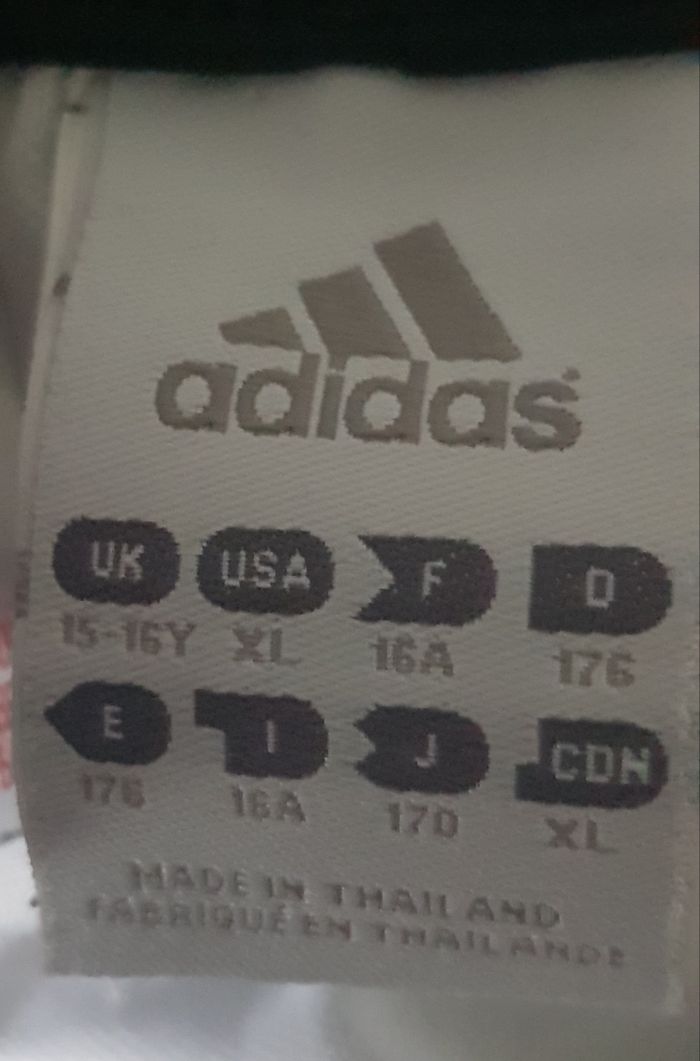 adidas
UK USA F D
15-16Y XL 16A 176
E I J CDN
176 16A 170 XL
MADE IN THAILAND
FABRIQUÉ EN THAILANDE